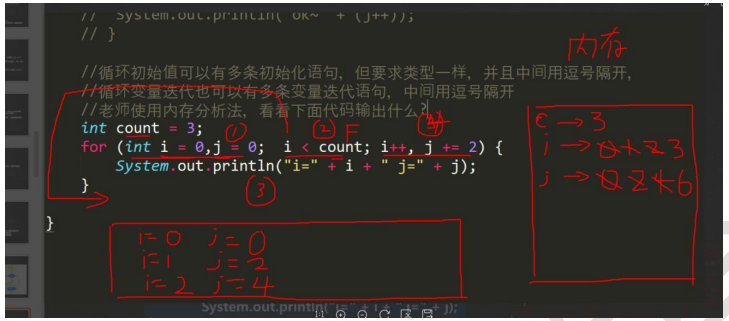 //  System.out.println("ok~" + (j++));
// }
内存
//循环初始值可以有多条初始化语句，但要求类型一样，并且中间用逗号隔开，
//循环变量迭代也可以有多条变量迭代语句，中间用逗号隔开
//老师使用内存分析法，看看下面代码输出什么?
int count = 3; ① ② F ④
for (int i = 0,j = 0;  i < count; i++, j += 2) {
System.out.println("i=" + i + " j=" + j);
} ③
}
c → 3
i → 0 1 2 3
j → 0 2 4 6
i=0 j=0
i=1 j=2
i=2 j=4
System.out.println("i=" + i + "j=" + j);